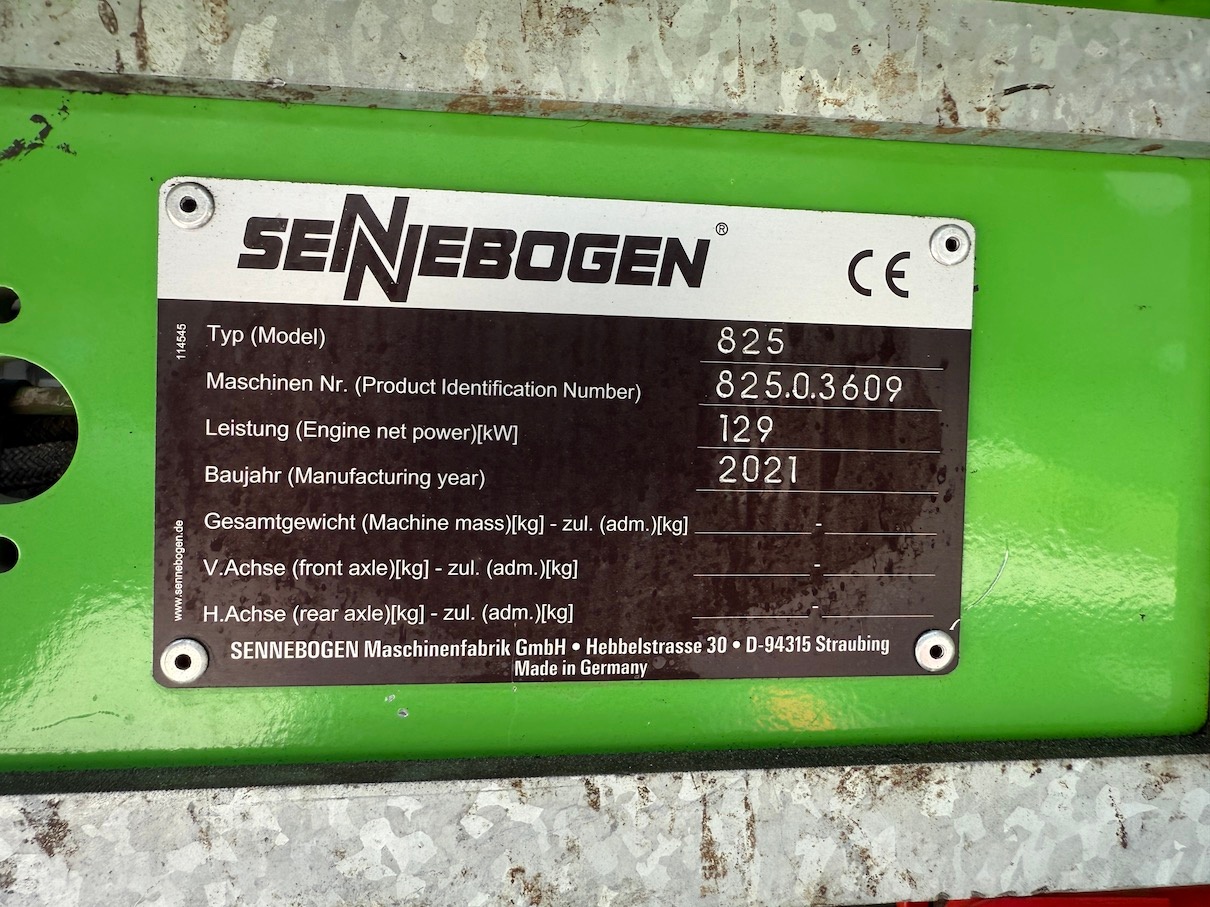 SENNEBOGEN®
CE
114545
Typ (Model) 825
Maschinen Nr. (Product Identification Number) 825.0.3609
Leistung (Engine net power)[kW] 129
Baujahr (Manufacturing year) 2021
Gesamtgewicht (Machine mass)[kg] - zul. (adm.)[kg] -
V.Achse (front axle)[kg] - zul. (adm.)[kg] -
H.Achse (rear axle)[kg] - zul. (adm.)[kg] -
www.sennebogen.de
SENNEBOGEN Maschinenfabrik GmbH • Hebbelstrasse 30 • D-94315 Straubing
Made in Germany